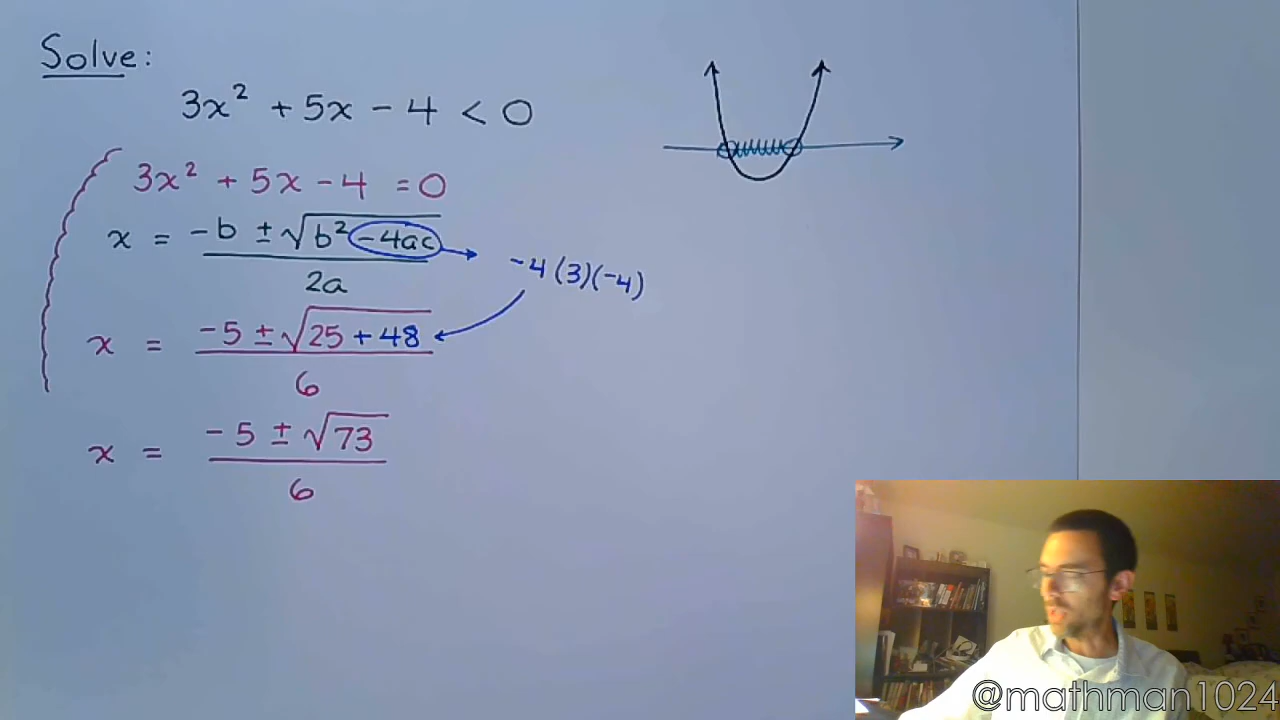 Solve:
3x² + 5x - 4 < 0
3x² + 5x - 4 = 0
x = (-b ± √(b² - 4ac)) / 2a
-4(3)(-4)
x = (-5 ± √(25 + 48)) / 6
x = (-5 ± √73) / 6
@mathman1024